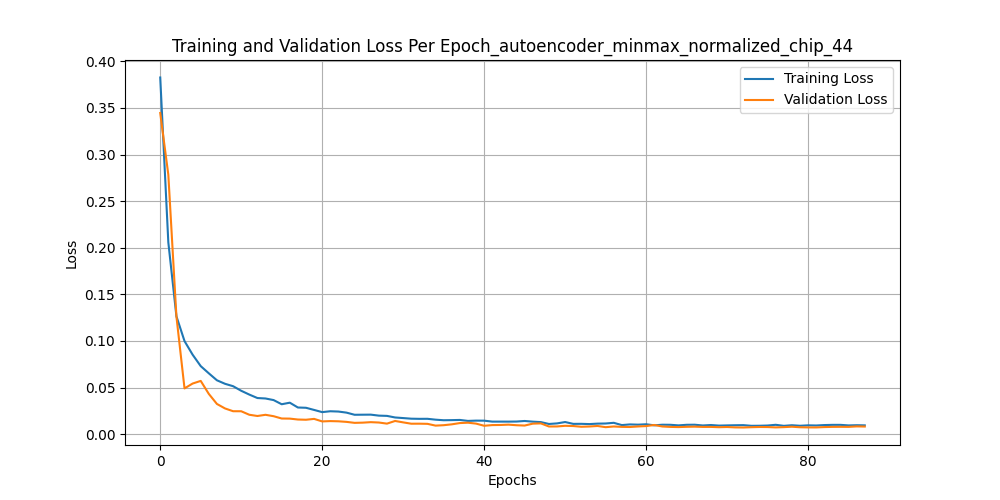 Training and Validation Loss Per Epoch_autoencoder_minmax_normalized_chip_44
Training Loss
Validation Loss
Loss
0.40
0.35
0.30
0.25
0.20
0.15
0.10
0.05
0.00
0 20 40 60 80
Epochs